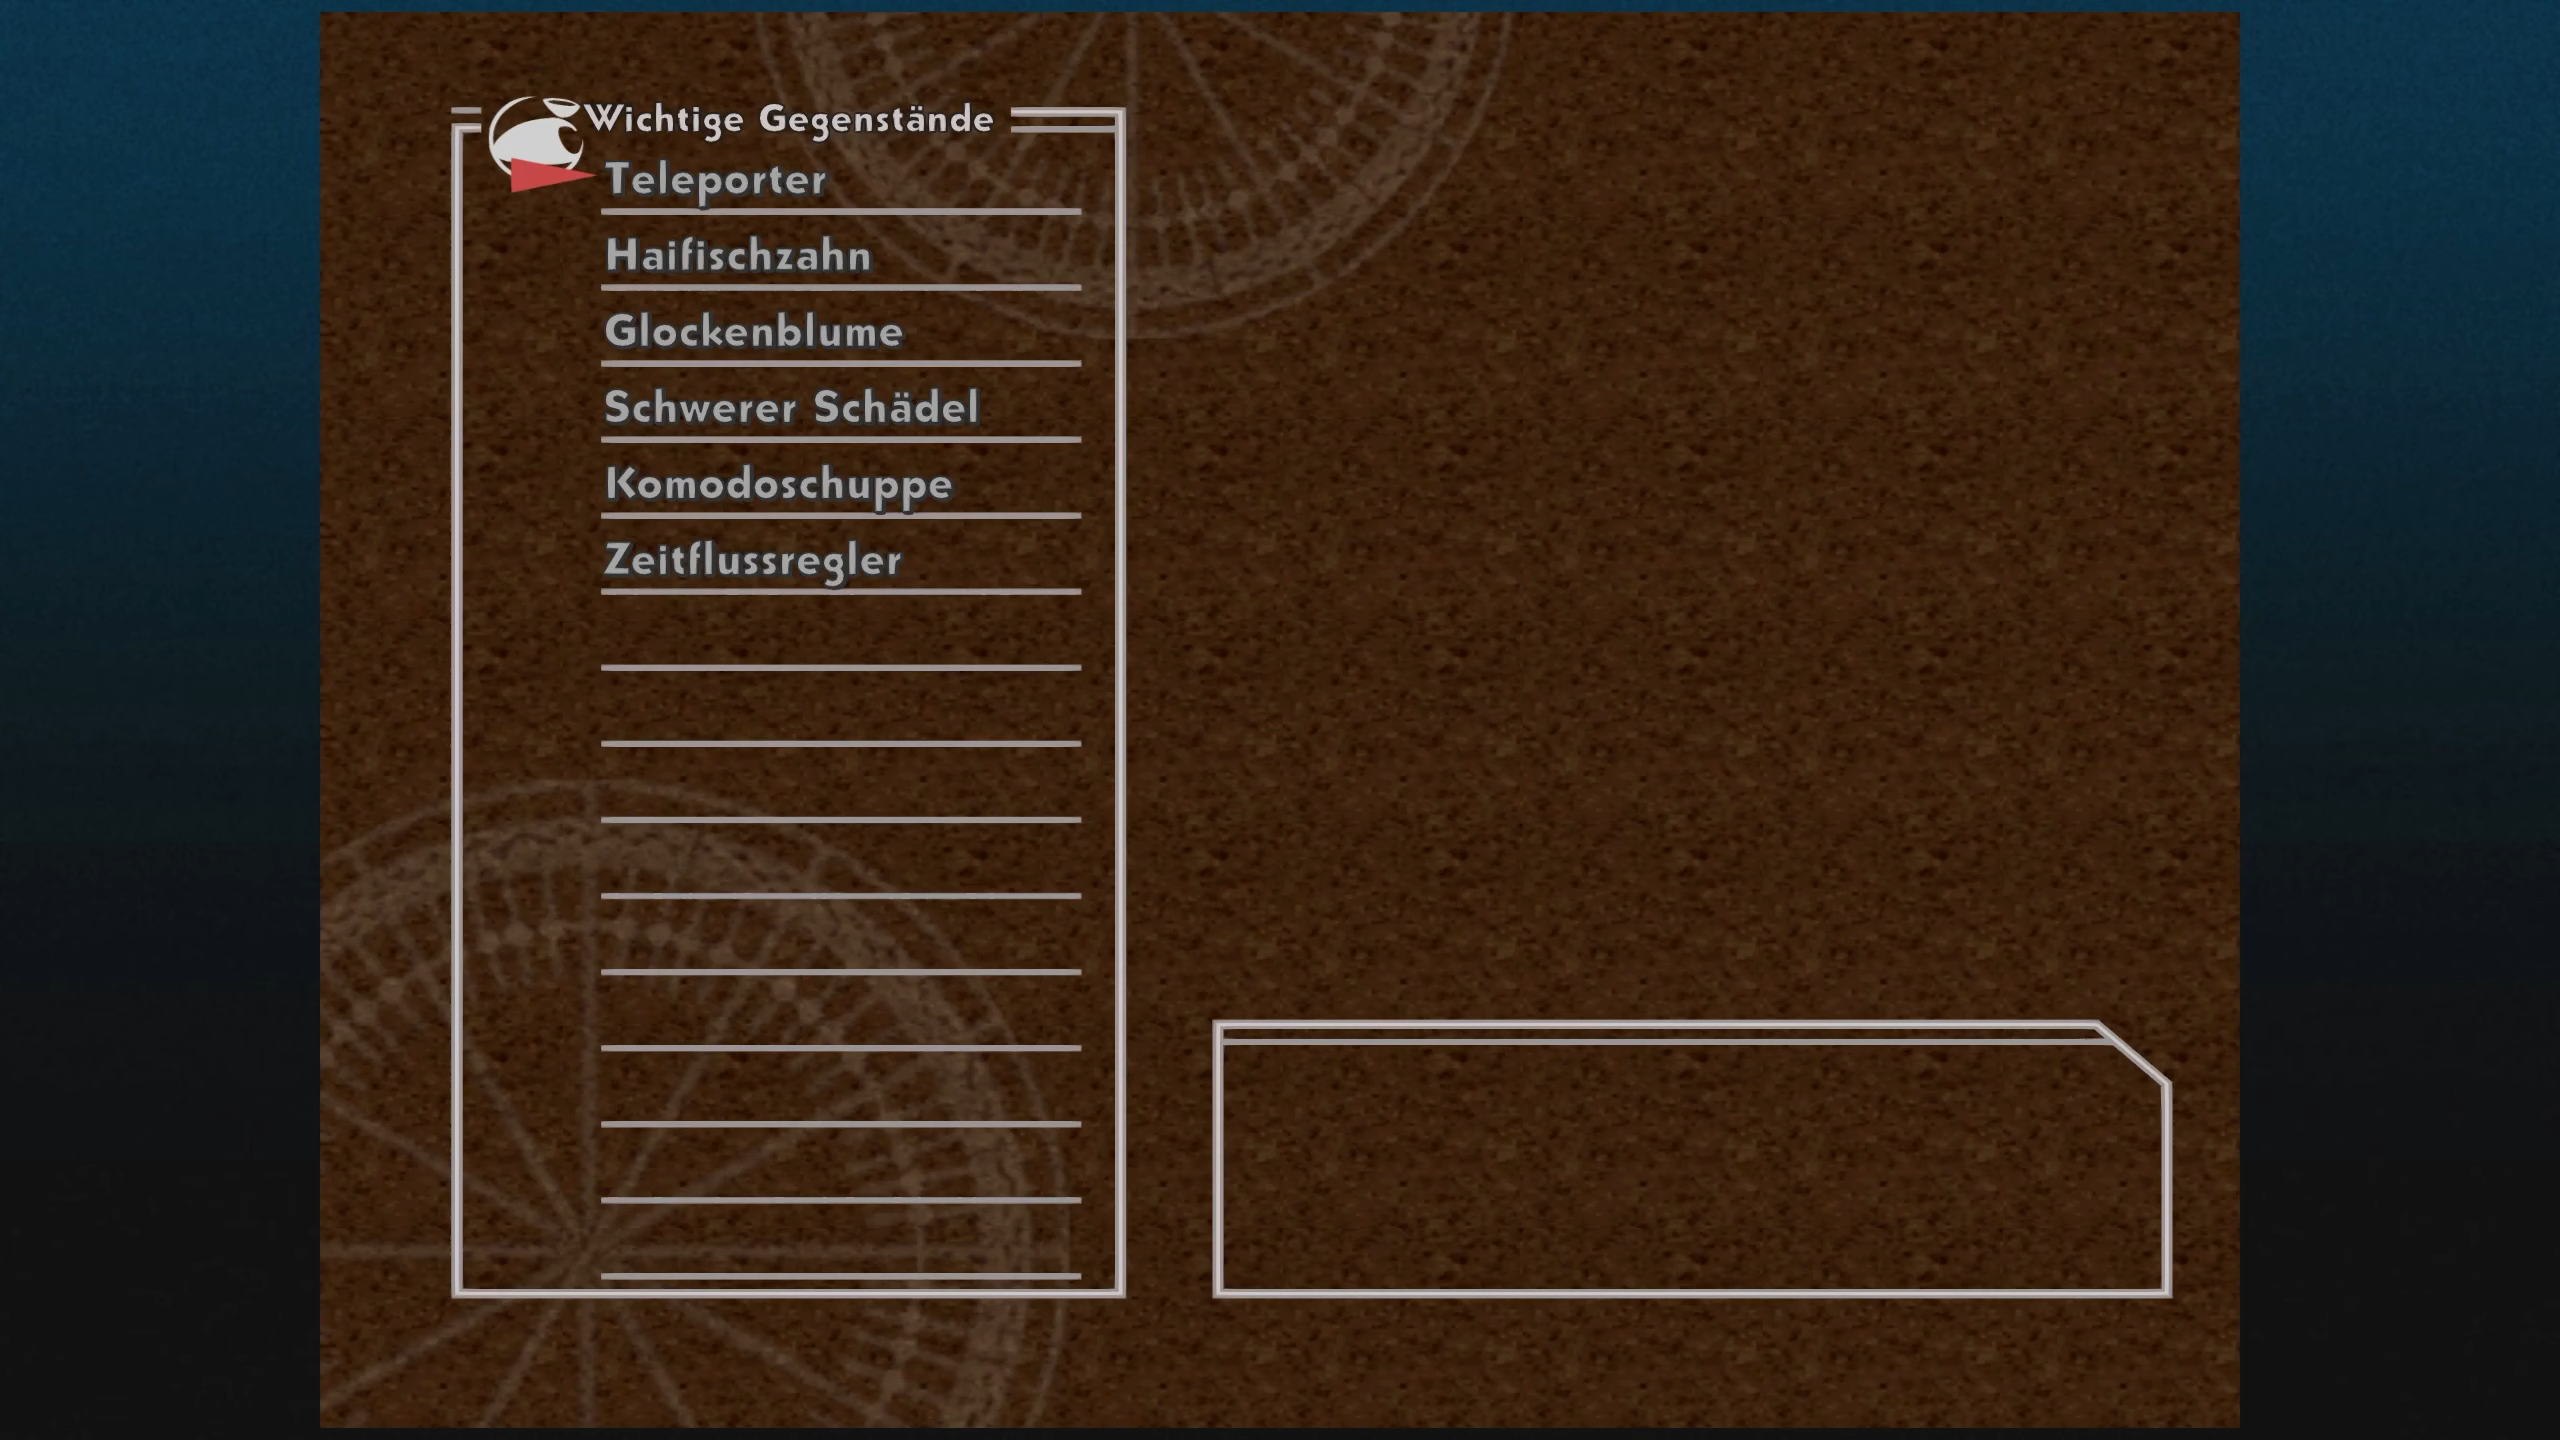 Wichtige Gegenstände
Teleporter
Haifischzahn
Glockenblume
Schwerer Schädel
Komodoschuppe
Zeitflussregler